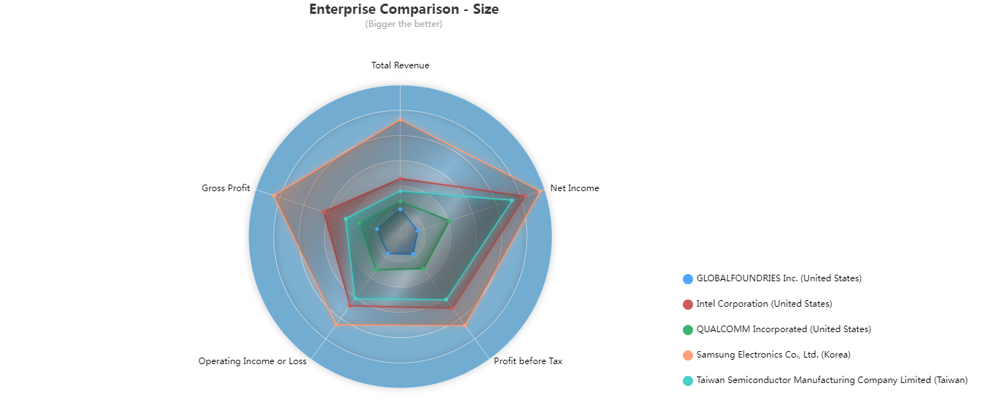 Enterprise Comparison - Size
(Bigger the better)
Total Revenue
Gross Profit
Net Income
Operating Income or Loss
Profit before Tax
GLOBALFOUNDRIES Inc. (United States)
Intel Corporation (United States)
QUALCOMM Incorporated (United States)
Samsung Electronics Co., Ltd. (Korea)
Taiwan Semiconductor Manufacturing Company Limited (Taiwan)